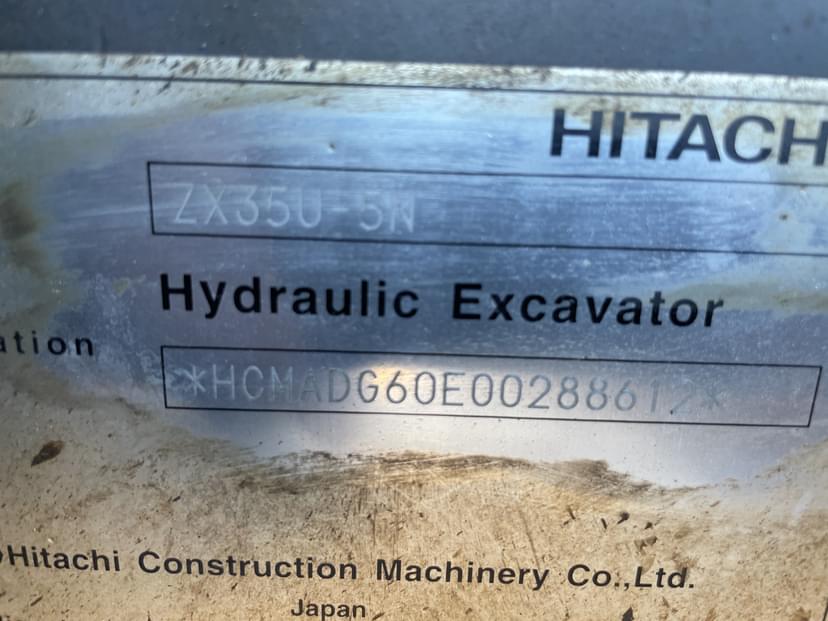 HITACH
ZX35U-5N
Hydraulic Excavator
ation
*HCMADG60E00288612*
Hitachi Construction Machinery Co.,Ltd.
Japan